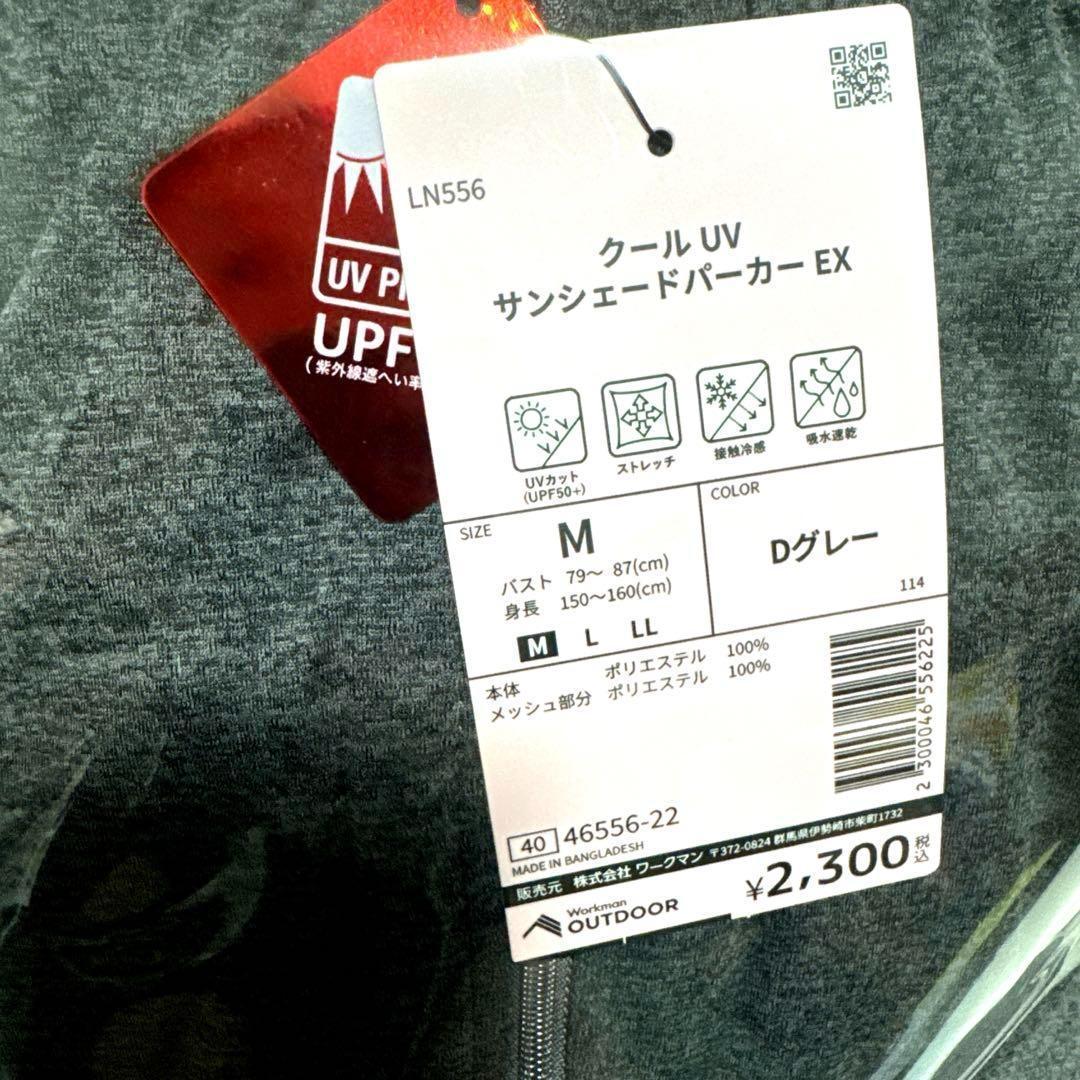 UV
UPF
(紫外線遮へい率
LN556
クール UV
サンシェードパーカー EX
UVカット
(UPF50+)
ストレッチ
接触冷感
吸水速乾
SIZE
M
バスト 79〜 87(cm)
身長 150〜160(cm)
M L LL
COLOR
Dグレー
114
本体 ポリエステル 100%
メッシュ部分 ポリエステル 100%
2300046556225
40 46556-22
MADE IN BANGLADESH
販売元 株式会社 ワークマン 〒372-0824 群馬県伊勢崎市柴町1732
Workman
OUTDOOR
¥2,300税込